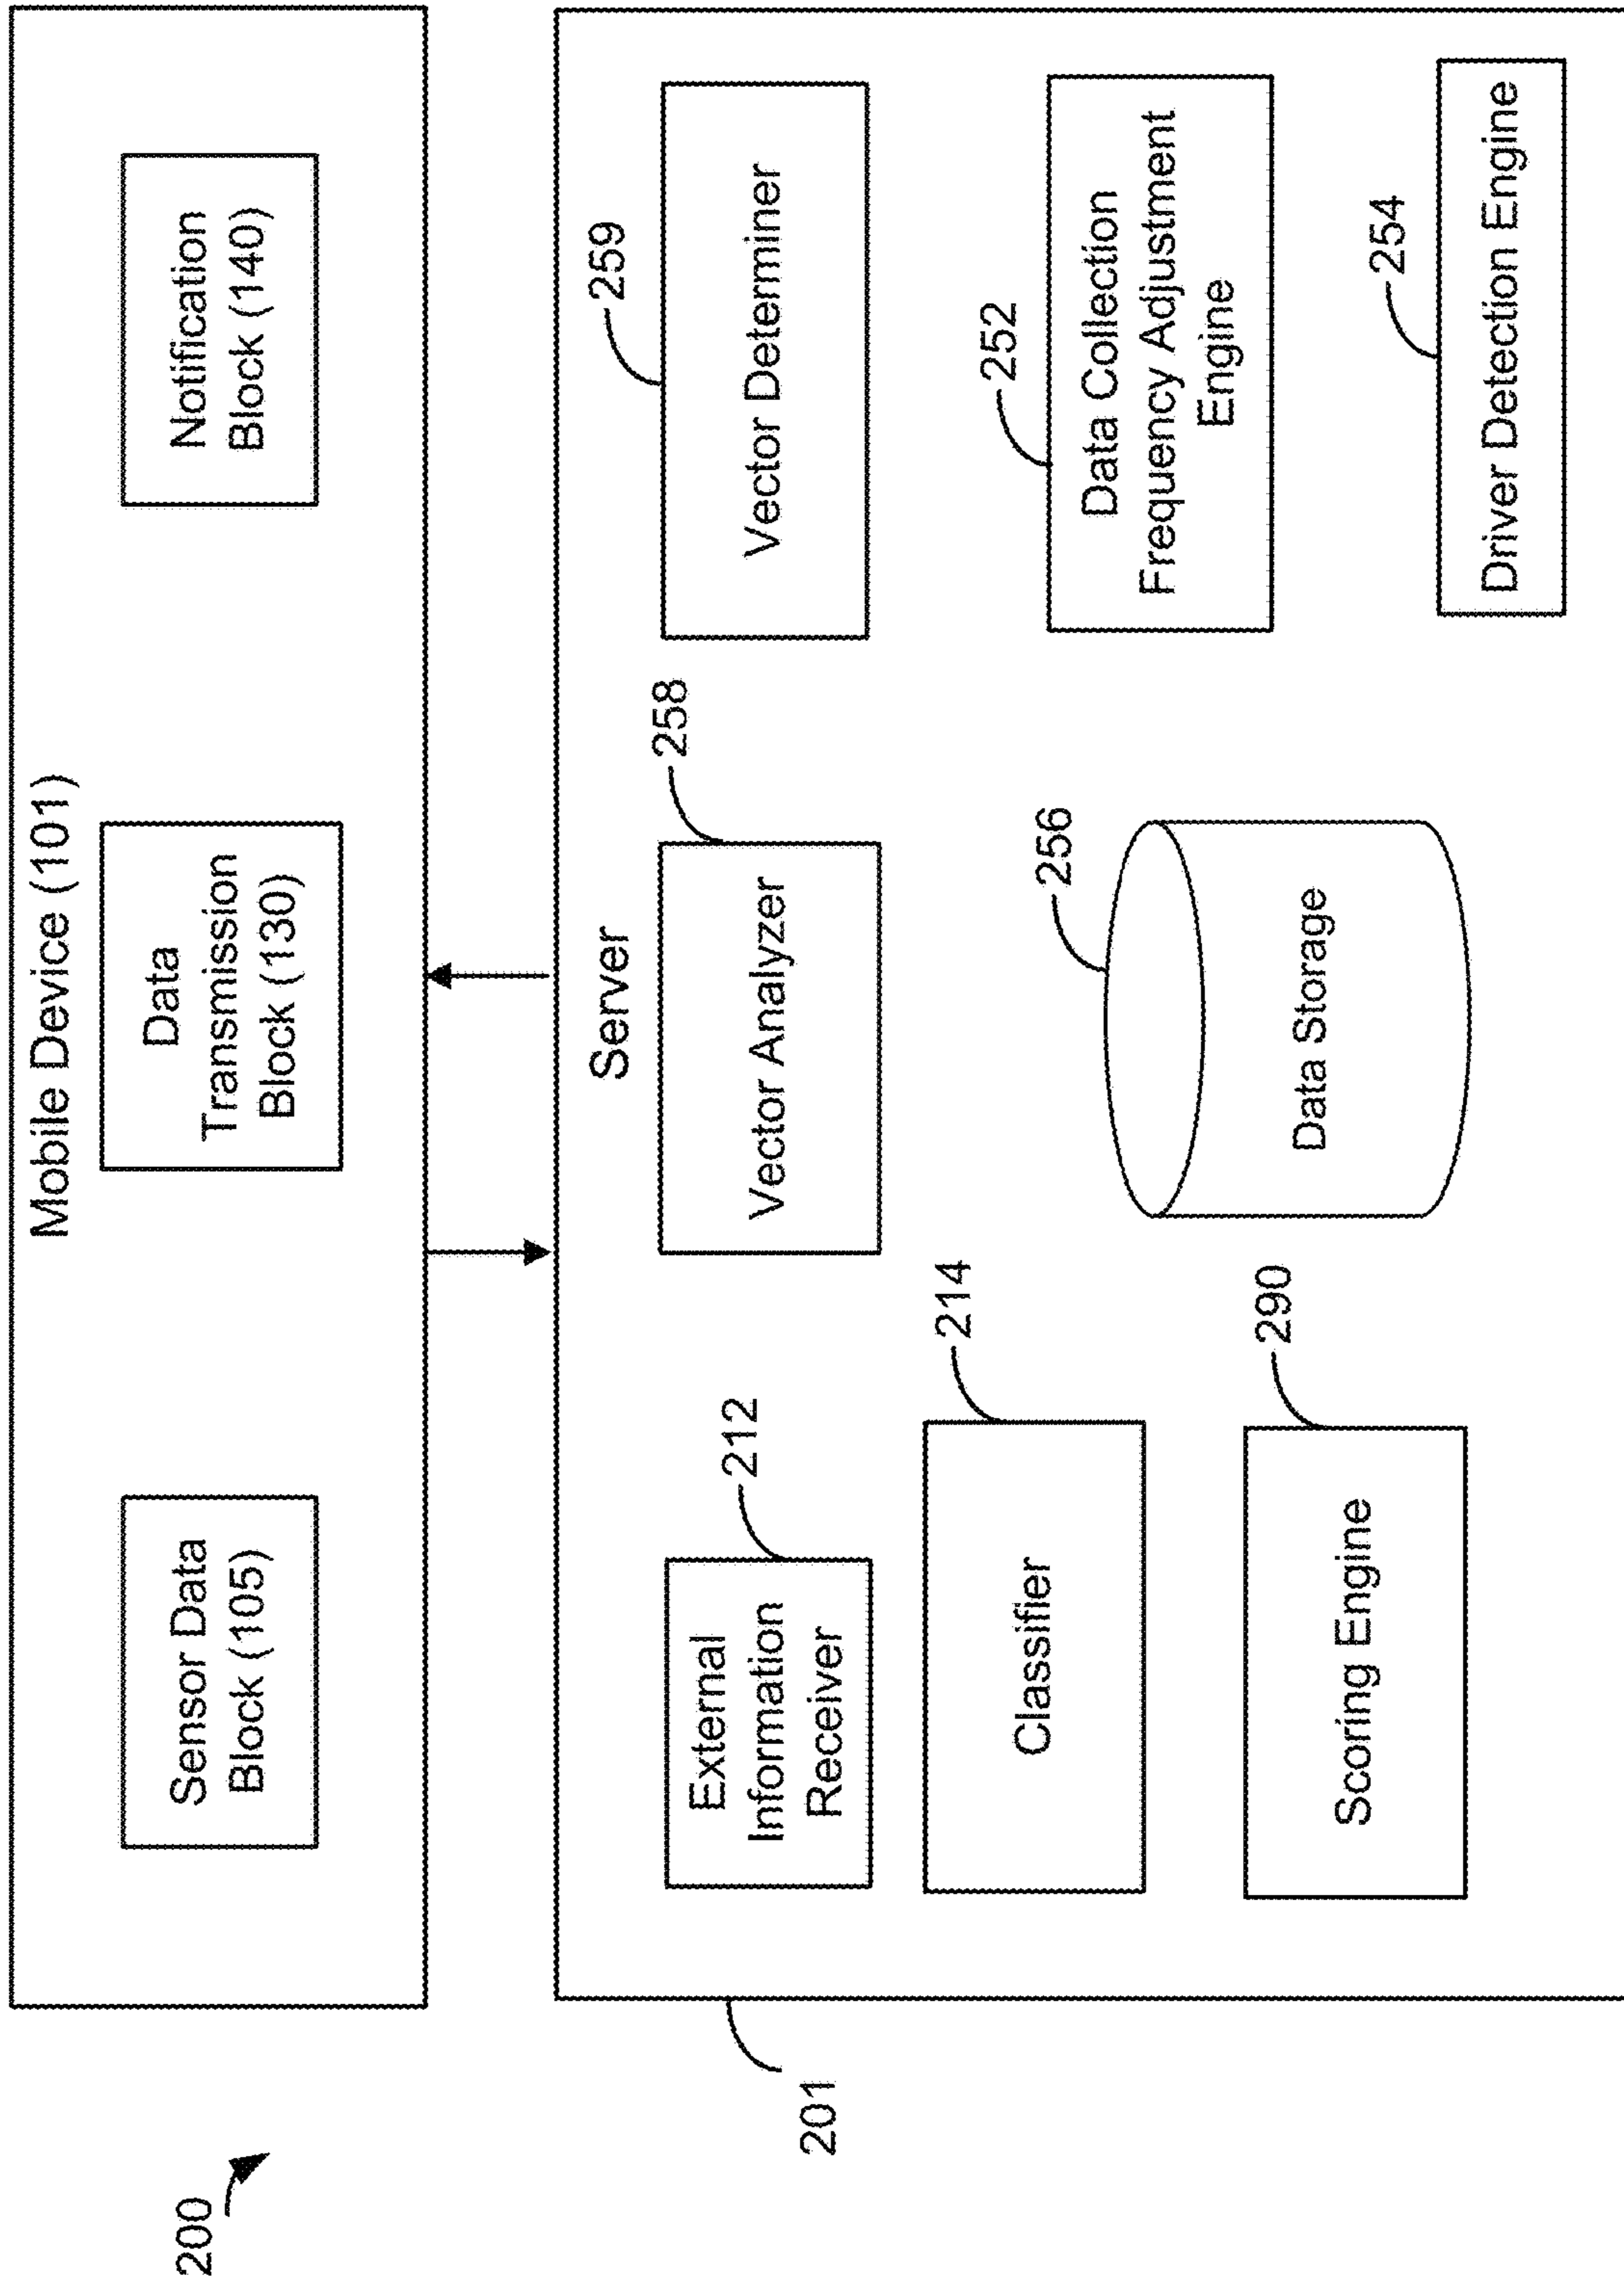 200
Mobile Device (101)
Sensor Data
Block (105)
Data
Transmission
Block (130)
Notification
Block (140)
201
Server
External
Information
Receiver
212
Vector Analyzer
258
Vector Determiner
259
Classifier
214
Data Storage
256
Data Collection
Frequency Adjustment
Engine
252
Scoring Engine
290
Driver Detection Engine
254